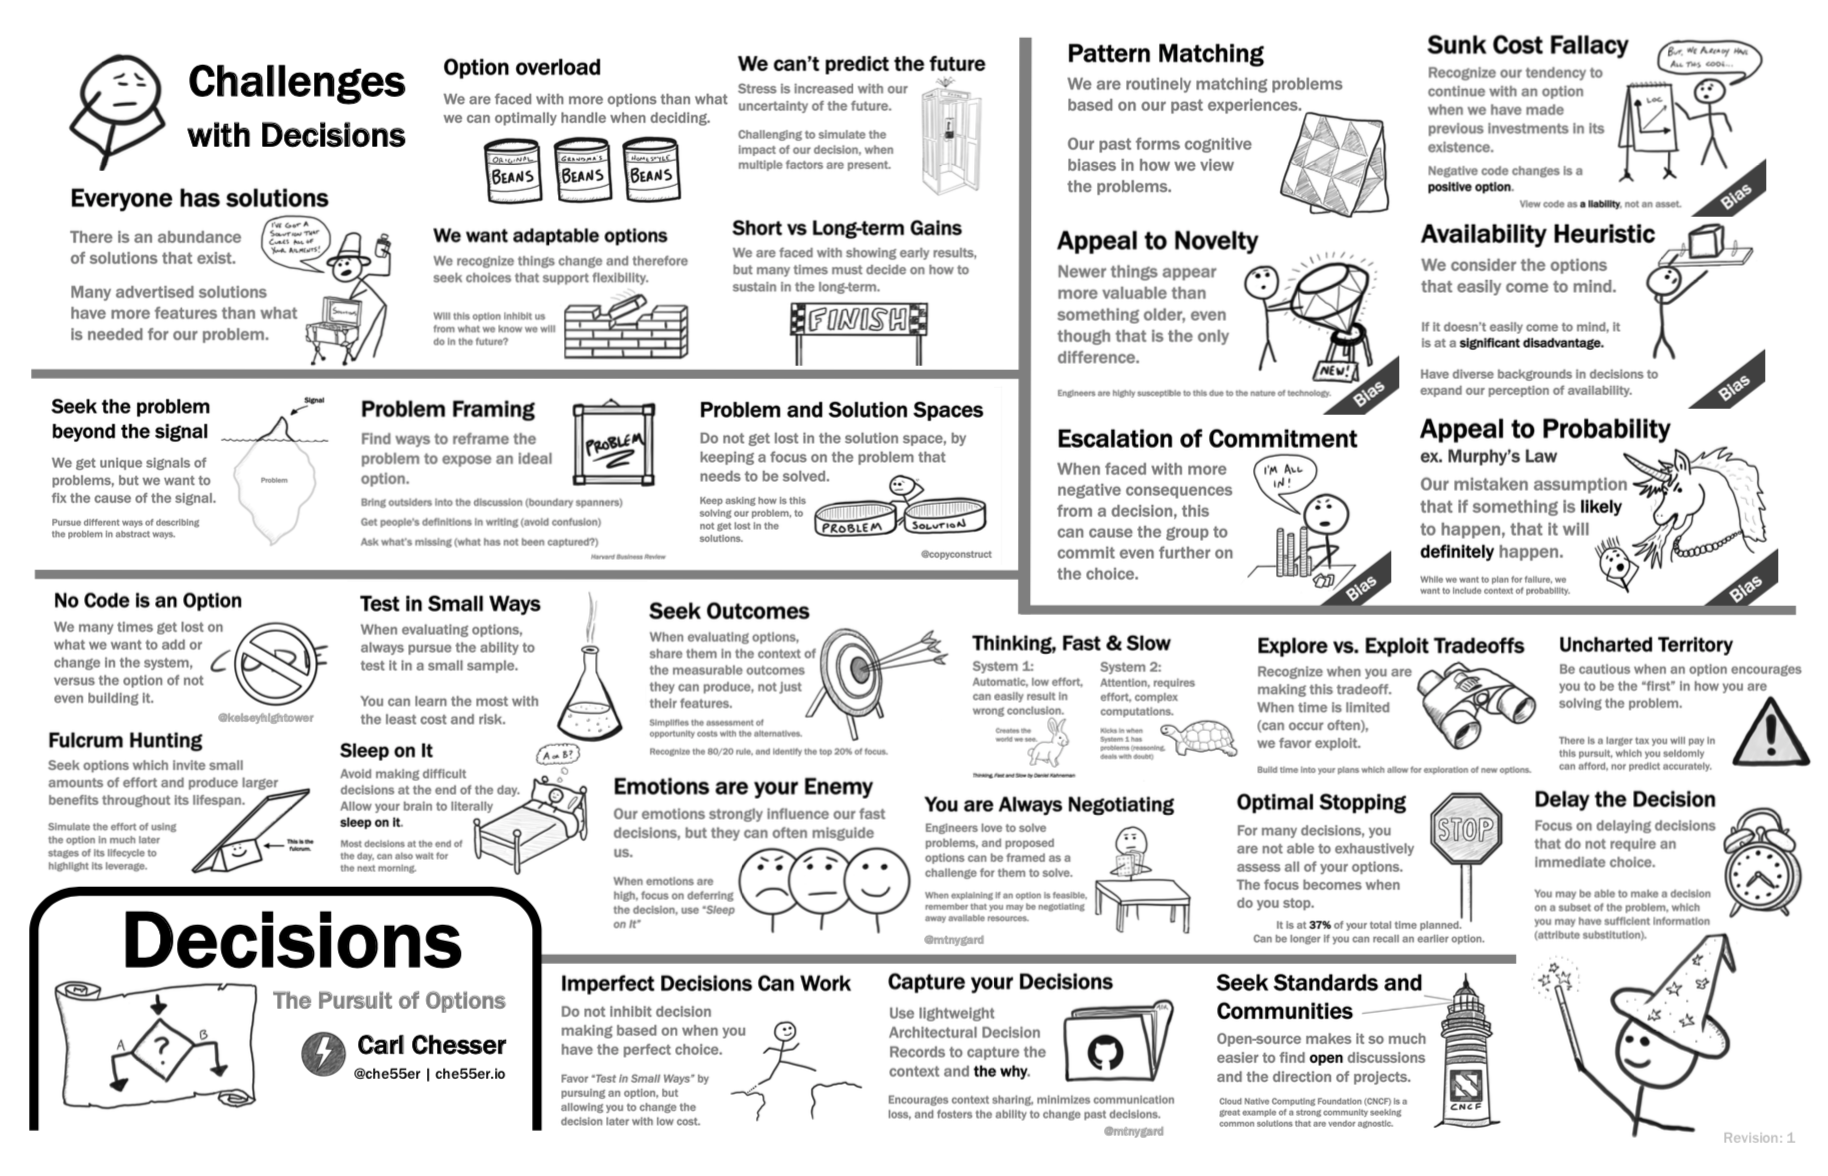 Challenges
with Decisions
Everyone has solutions
There is an abundance
of solutions that exist.
Many advertised solutions
have more features than what
is needed for our problem.
I'VE GOT A
SOLUTION THAT
CURES ALL OF
YOUR AILMENTS!
SOLUTIONS
Option overload
We are faced with more options than what
we can optimally handle when deciding.
ORIGINAL
BEANS
GRANDMA'S
BEANS
HOMESTYLE
BEANS
We want adaptable options
We recognize things change and therefore
seek choices that support flexibility.
Will this option inhibit us
from what we know we will
do in the future?
We can't predict the future
Stress is increased with our
uncertainty of the future.
Challenging to simulate the
impact of our decision, when
multiple factors are present.
Short vs Long-term Gains
We are faced with showing early results,
but many times must decide on how to
sustain in the long-term.
FINISH
Pattern Matching
We are routinely matching problems
based on our past experiences.
Our past forms cognitive
biases in how we view
the problems.
Sunk Cost Fallacy
Recognize our tendency to
continue with an option
when we have made
previous investments in its
existence.
Negative code changes is a
positive option.
View code as a liability, not an asset.
BUT, WE ALREADY HAVE
ALL THIS CODE...
LOC
Bias
Appeal to Novelty
Newer things appear
more valuable than
something older, even
though that is the only
difference.
Engineers are highly susceptible to this due to the nature of technology.
NEW!
Bias
Availability Heuristic
We consider the options
that easily come to mind.
If it doesn't easily come to mind, it
is at a significant disadvantage.
Have diverse backgrounds in decisions to
expand our perception of availability.
Bias
Escalation of Commitment
When faced with more
negative consequences
from a decision, this
can cause the group to
commit even further on
the choice.
I'M ALL
IN!
Bias
Appeal to Probability
ex. Murphy's Law
Our mistaken assumption
that if something is likely
to happen, that it will
definitely happen.
While we want to plan for failure, we
want to include context of probability.
Bias
Seek the problem
beyond the signal
We get unique signals of
problems, but we want to
fix the cause of the signal.
Pursue different ways of describing
the problem in abstract ways.
Signal
Problem
Problem Framing
Find ways to reframe the
problem to expose an ideal
option.
Bring outsiders into the discussion (boundary spanners)
Get people's definitions in writing (avoid confusion)
Ask what's missing (what has not been captured?)
Harvard Business Review
PROBLEM
Problem and Solution Spaces
Do not get lost in the solution space, by
keeping a focus on the problem that
needs to be solved.
Keep asking how is this
solving our problem, to
not get lost in the
solutions.
PROBLEM
SOLUTION
@copyconstruct
No Code is an Option
We many times get lost on
what we want to add or
change in the system,
versus the option of not
even building it.
@kelseyhightower
Test in Small Ways
When evaluating options,
always pursue the ability to
test it in a small sample.
You can learn the most with
the least cost and risk.
Seek Outcomes
When evaluating options,
share them in the context of
the measurable outcomes
they can produce, not just
their features.
Simplifies the assessment of
opportunity costs with the alternatives.
Recognize the 80/20 rule, and identify the top 20% of focus.
Thinking, Fast & Slow
System 1:
Automatic, low effort,
can easily result in
wrong conclusion.
Creates the
world we see.
System 2:
Attention, requires
effort, complex
computations.
Kicks in when
System 1 has
problems (reasoning,
deals with doubt)
Thinking, Fast and Slow by Daniel Kahneman
Explore vs. Exploit Tradeoffs
Recognize when you are
making this tradeoff.
When time is limited
(can occur often),
we favor exploit.
Build time into your plans which allow for exploration of new options.
Uncharted Territory
Be cautious when an option encourages
you to be the "first" in how you are
solving the problem.
There is a larger tax you will pay in
this pursuit, which you seldomly
can afford, nor predict accurately.
Fulcrum Hunting
Seek options which invite small
amounts of effort and produce larger
benefits throughout its lifespan.
Simulate the effort of using
the option in much later
stages of its lifecycle to
highlight its leverage.
This is the
fulcrum.
Sleep on It
Avoid making difficult
decisions at the end of the day.
Allow your brain to literally
sleep on it.
Most decisions at the end of
the day, can also wait for
the next morning.
A OR B?
Emotions are your Enemy
Our emotions strongly influence our fast
decisions, but they can often misguide
us.
When emotions are
high, focus on deferring
the decision, use "Sleep
on It"
You are Always Negotiating
Engineers love to solve
problems, and proposed
options can be framed as a
challenge for them to solve.
When explaining if an option is feasible,
remember that you may be negotiating
away available resources.
@mtnygard
Optimal Stopping
For many decisions, you
are not able to exhaustively
assess all of your options.
The focus becomes when
do you stop.
It is at 37% of your total time planned.
Can be longer if you can recall an earlier option.
STOP
Delay the Decision
Focus on delaying decisions
that do not require an
immediate choice.
You may be able to make a decision
on a subset of the problem, which
you may have sufficient information
(attribute substitution).
Decisions
The Pursuit of Options
Carl Chesser
@che55er | che55er.io
A
?
B
Imperfect Decisions Can Work
Do not inhibit decision
making based on when you
have the perfect choice.
Favor "Test in Small Ways" by
pursuing an option, but
allowing you to change the
decision later with low cost.
Capture your Decisions
Use lightweight
Architectural Decision
Records to capture the
context and the why.
Encourages context sharing, minimizes communication
loss, and fosters the ability to change past decisions.
@mtnygard
Seek Standards and
Communities
Open-source makes it so much
easier to find open discussions
and the direction of projects.
Cloud Native Computing Foundation (CNCF) is a
great example of a strong community seeking
common solutions that are vendor agnostic.
CNCF
Revision: 1